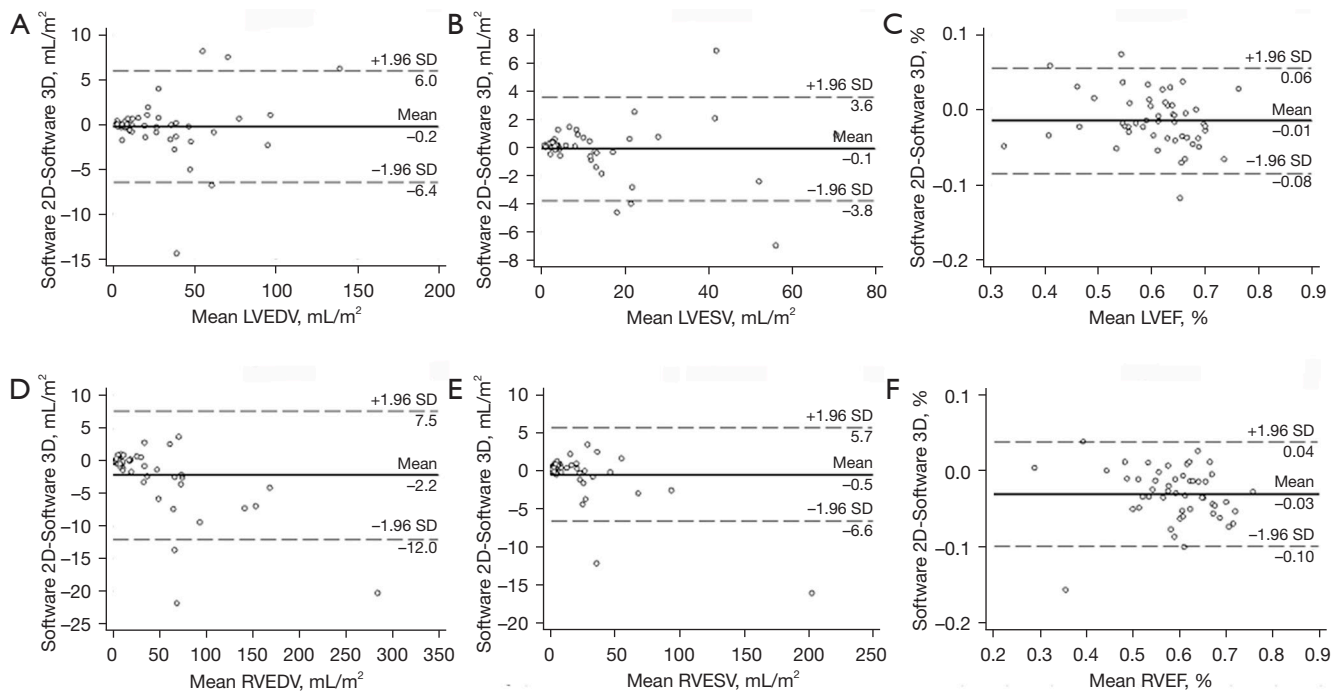 A
Software 2D-Software 3D, mL/m²
10
5
0
−5
−10
−15
+1.96 SD
6.0
Mean
−0.2
−1.96 SD
−6.4
0
50
100
150
200
Mean LVEDV, mL/m²
B
Software 2D-Software 3D, mL/m²
8
6
4
2
0
−2
−4
−6
−8
+1.96 SD
3.6
Mean
−0.1
−1.96 SD
−3.8
0
20
40
60
80
Mean LVESV, mL/m²
C
Software 2D-Software 3D, %
0.1
0.0
−0.1
−0.2
+1.96 SD
0.06
Mean
−0.01
−1.96 SD
−0.08
0.3
0.4
0.5
0.6
0.7
0.8
0.9
Mean LVEF, %
D
Software 2D-Software 3D, mL/m²
10
5
0
−5
−10
−15
−20
−25
+1.96 SD
7.5
Mean
−2.2
−1.96 SD
−12.0
0
50
100
150
200
250
300
350
Mean RVEDV, mL/m²
E
Software 2D-Software 3D, mL/m²
10
5
0
−5
−10
−15
−20
+1.96 SD
5.7
Mean
−0.5
−1.96 SD
−6.6
0
50
100
150
200
250
Mean RVESV, mL/m²
F
Software 2D-Software 3D, %
0.1
0.0
−0.1
−0.2
+1.96 SD
0.04
Mean
−0.03
−1.96 SD
−0.10
0.2
0.3
0.4
0.5
0.6
0.7
0.8
0.9
Mean RVEF, %